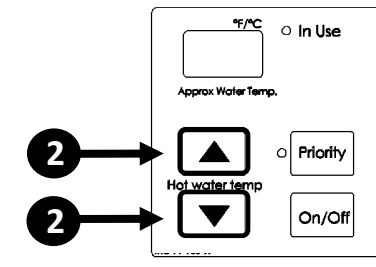 °F/°C
In Use
Approx Water Temp.
2
Priority
Hot water temp
2
On/Off